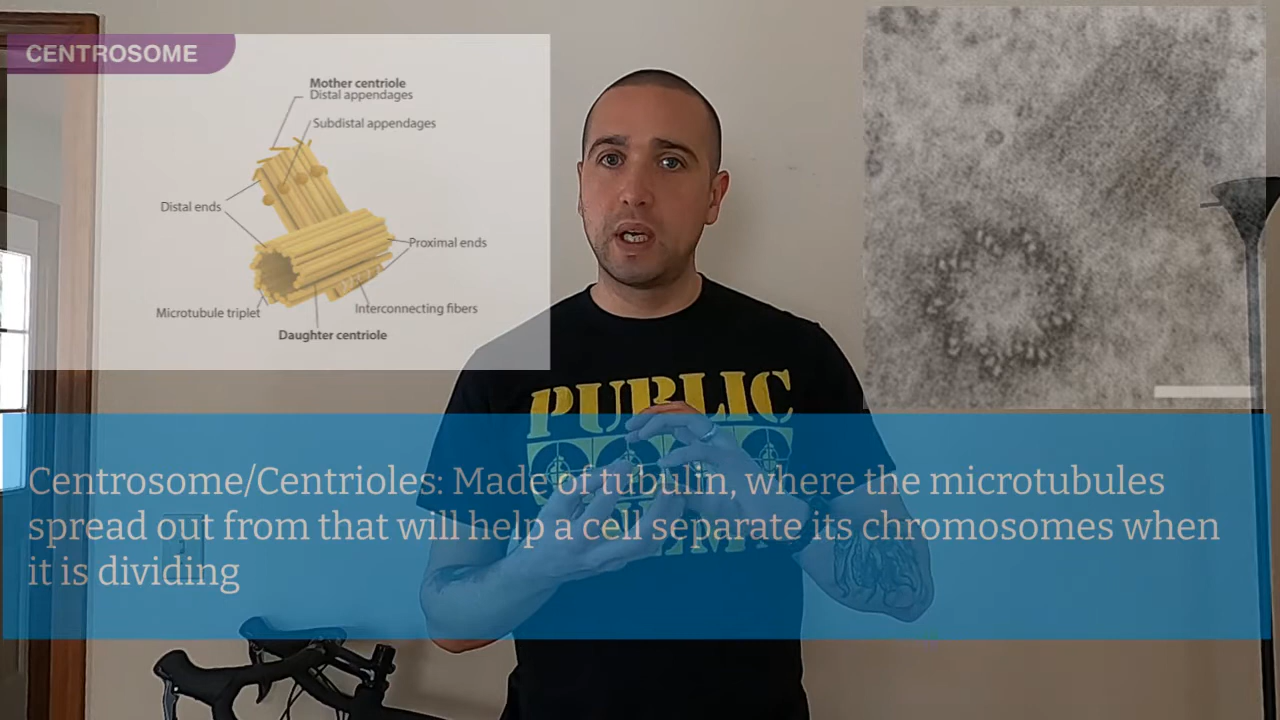 CENTROSOME
Mother centriole
Distal appendages
Subdistal appendages
Distal ends
Proximal ends
Microtubule triplet
Interconnecting fibers
Daughter centriole
PUBLIC
Centrosome/Centrioles: Made of tubulin, where the microtubules
spread out from that will help a cell separate its chromosomes when
it is dividing